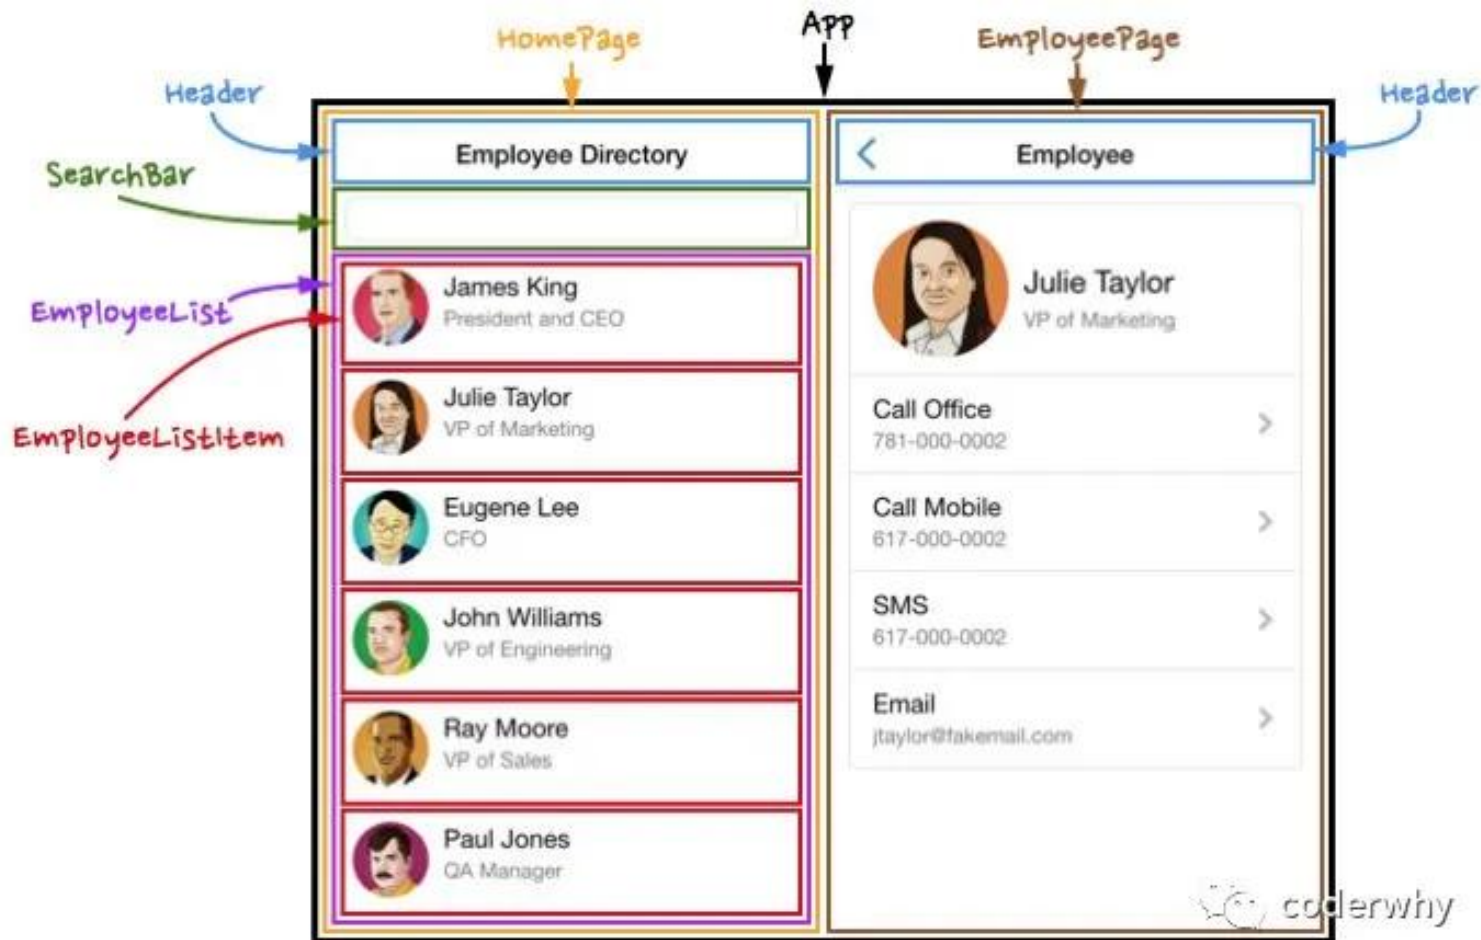 App
HomePage
EmployeePage
Header
Header
Employee Directory
Employee
SearchBar
EmployeeList
EmployeeListItem
James King
President and CEO
Julie Taylor
VP of Marketing
Eugene Lee
CFO
John Williams
VP of Engineering
Ray Moore
VP of Sales
Paul Jones
QA Manager
Julie Taylor
VP of Marketing
Call Office
781-000-0002
Call Mobile
617-000-0002
SMS
617-000-0002
Email
jtaylor@fakemail.com
coderwhy